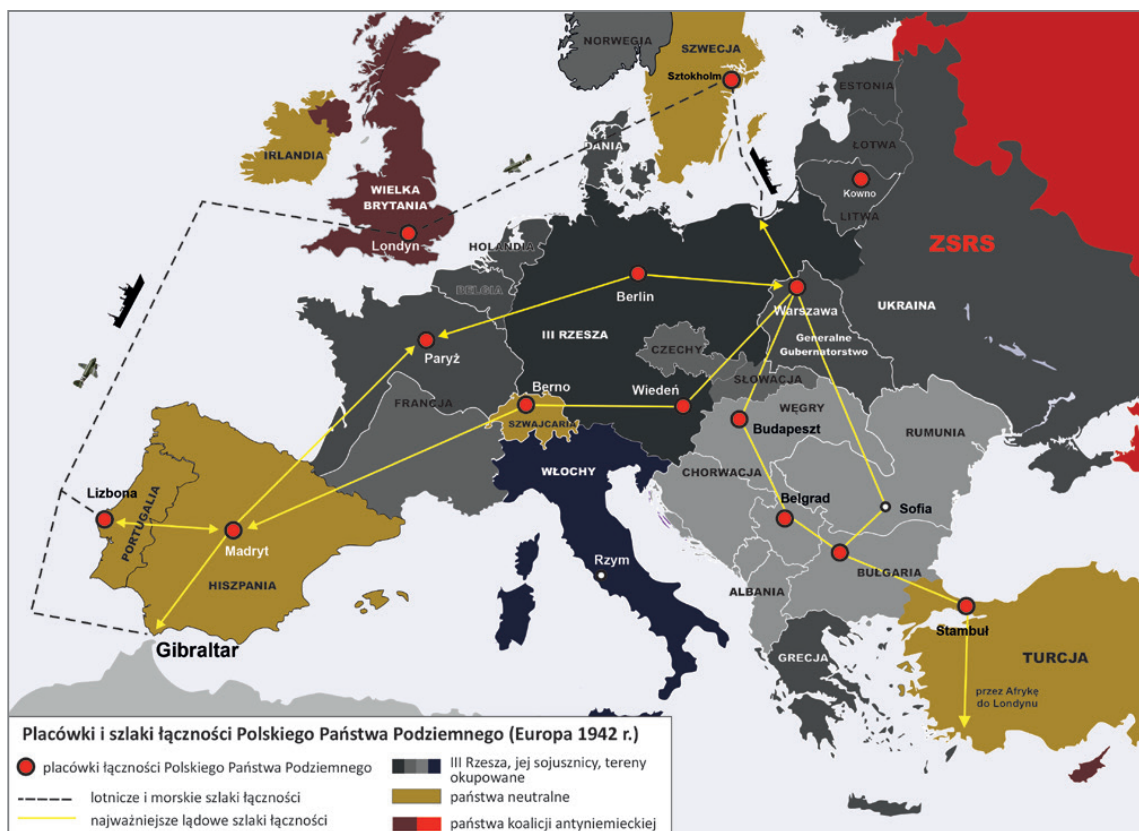 NORWEGIA
SZWECJA
Sztokholm
ESTONIA
ŁOTWA
DANIA
IRLANDIA
WIELKA
BRYTANIA
Kowno
LITWA
Londyn
HOLANDIA
ZSRS
BELGIA
Berlin
Warszawa
UKRAINA
III RZESZA
Generalne
Gubernatorstwo
Paryż
CZECHY
SŁOWACJA
Berno
Wiedeń
FRANCJA
SZWAJCARIA
WĘGRY
Budapeszt
RUMUNIA
WŁOCHY
CHORWACJA
Lizbona
PORTUGALIA
Belgrad
Sofia
Madryt
HISZPANIA
Rzym
BUŁGARIA
ALBANIA
Stambuł
Gibraltar
GRECJA
TURCJA
przez Afrykę
do Londynu
Placówki i szlaki łączności Polskiego Państwa Podziemnego (Europa 1942 r.)
placówki łączności Polskiego Państwa Podziemnego
lotnicze i morskie szlaki łączności
najważniejsze lądowe szlaki łączności
III Rzesza, jej sojusznicy, tereny
okupowane
państwa neutralne
państwa koalicji antyniemieckiej